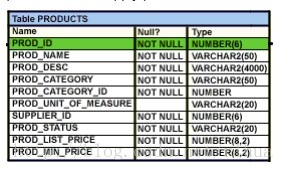 Table PRODUCTS
Name Null? Type
PROD_ID NOT NULL NUMBER(6)
PROD_NAME NOT NULL VARCHAR2(50)
PROD_DESC NOT NULL VARCHAR2(4000)
PROD_CATEGORY NOT NULL VARCHAR2(50)
PROD_CATEGORY_ID NOT NULL NUMBER
PROD_UNIT_OF_MEASURE VARCHAR2(20)
SUPPLIER_ID NOT NULL NUMBER(6)
PROD_STATUS NOT NULL VARCHAR2(20)
PROD_LIST_PRICE NOT NULL NUMBER(8,2)
PROD_MIN_PRICE NOT NULL NUMBER(8,2)